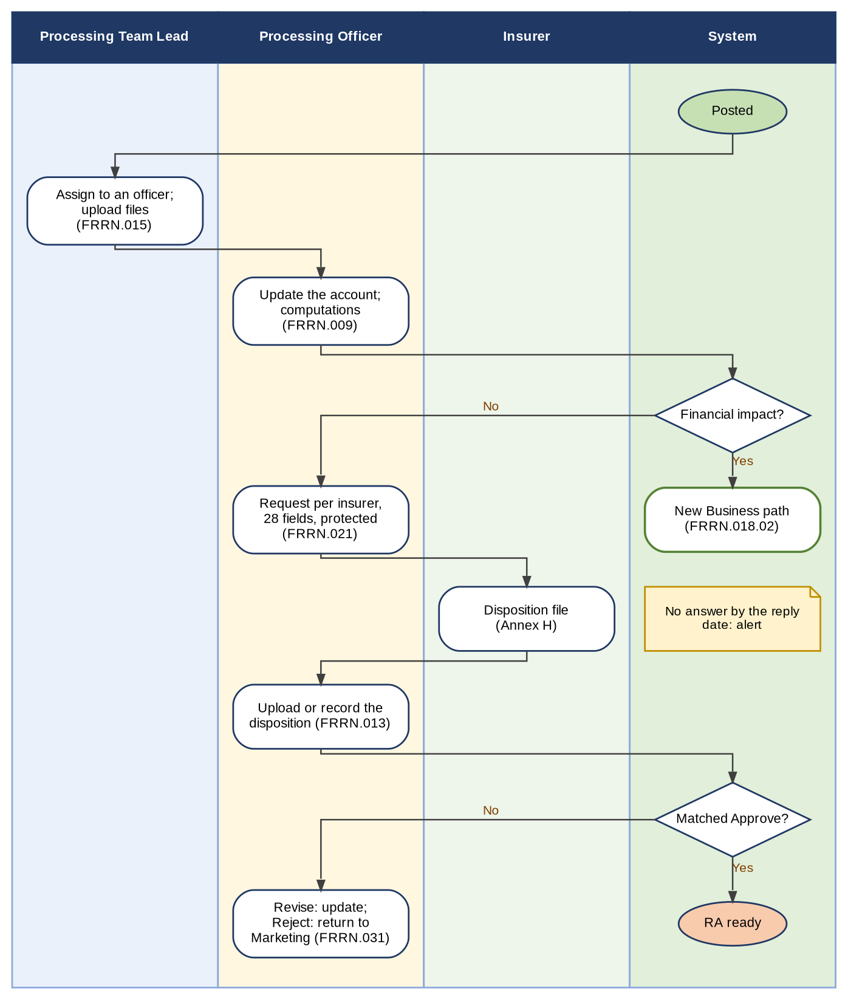 Processing Team Lead
Processing Officer
Insurer
System
Posted
Assign to an officer;
upload files
(FRRN.015)
Update the account;
computations
(FRRN.009)
Financial impact?
No
Yes
Request per insurer,
28 fields, protected
(FRRN.021)
New Business path
(FRRN.018.02)
Disposition file
(Annex H)
No answer by the reply
date: alert
Upload or record the
disposition (FRRN.013)
Matched Approve?
No
Yes
Revise: update;
Reject: return to
Marketing (FRRN.031)
RA ready